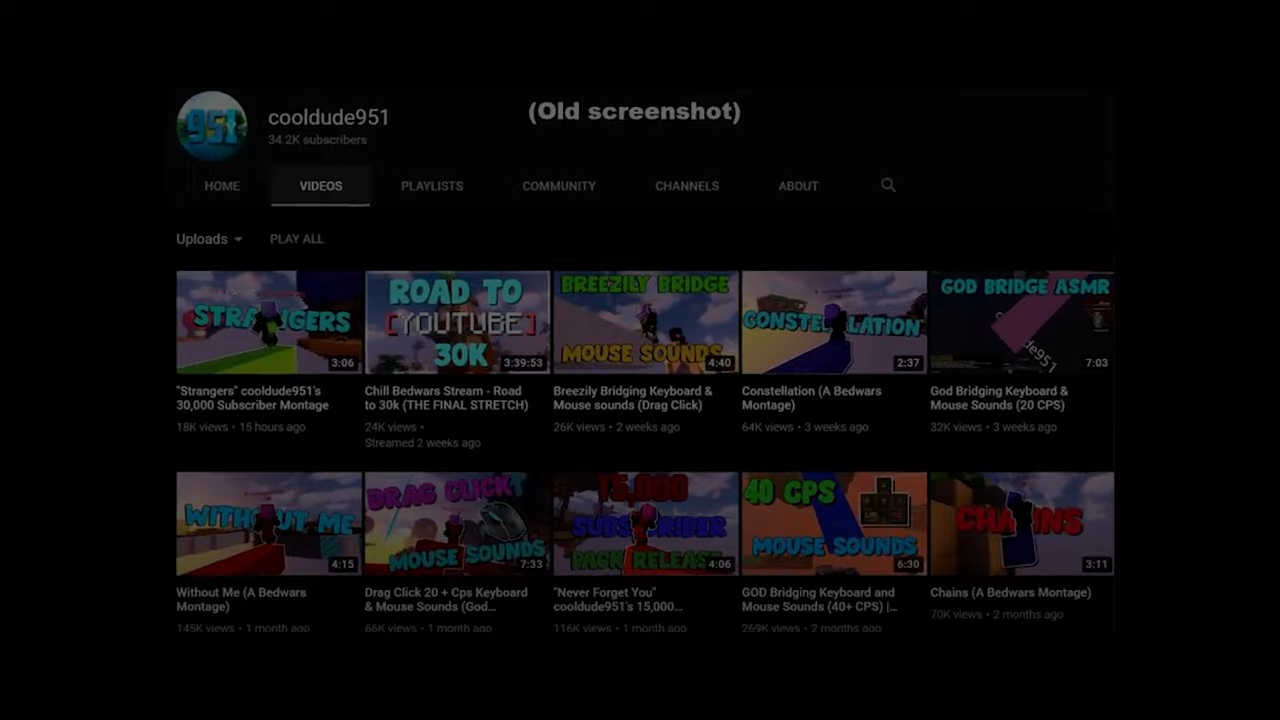 951
cooldude951
34.2K subscribers
(Old screenshot)
HOME
VIDEOS
PLAYLISTS
COMMUNITY
CHANNELS
ABOUT
Uploads
PLAY ALL
STRANGERS
3:06
ROAD TO
[YOUTUBE]
30K
3:39:53
BREEZILY BRIDGE
MOUSE SOUNDS
4:40
CONSTELLATION
2:37
GOD BRIDGE ASMR
de951
7:03
"Strangers" cooldude951's
30,000 Subscriber Montage
18K views • 15 hours ago
Chill Bedwars Stream - Road
to 30k (THE FINAL STRETCH)
24K views •
Streamed 2 weeks ago
Breezily Bridging Keyboard &
Mouse sounds (Drag Click)
26K views • 2 weeks ago
Constellation (A Bedwars
Montage)
64K views • 3 weeks ago
God Bridging Keyboard &
Mouse Sounds (20 CPS)
32K views • 3 weeks ago
WITHOUT ME
4:15
DRAG CLICK
MOUSE SOUNDS
7:33
15,000
SUBSCRIBER
PACK RELEASE
4:06
40 CPS
MOUSE SOUNDS
6:30
CHAINS
3:11
Without Me (A Bedwars
Montage)
145K views • 1 month ago
Drag Click 20 + Cps Keyboard
& Mouse Sounds (God...
66K views • 1 month ago
"Never Forget You"
cooldude951's 15,000...
116K views • 1 month ago
GOD Bridging Keyboard and
Mouse Sounds (40+ CPS) |...
269K views • 2 months ago
Chains (A Bedwars Montage)
70K views • 2 months ago